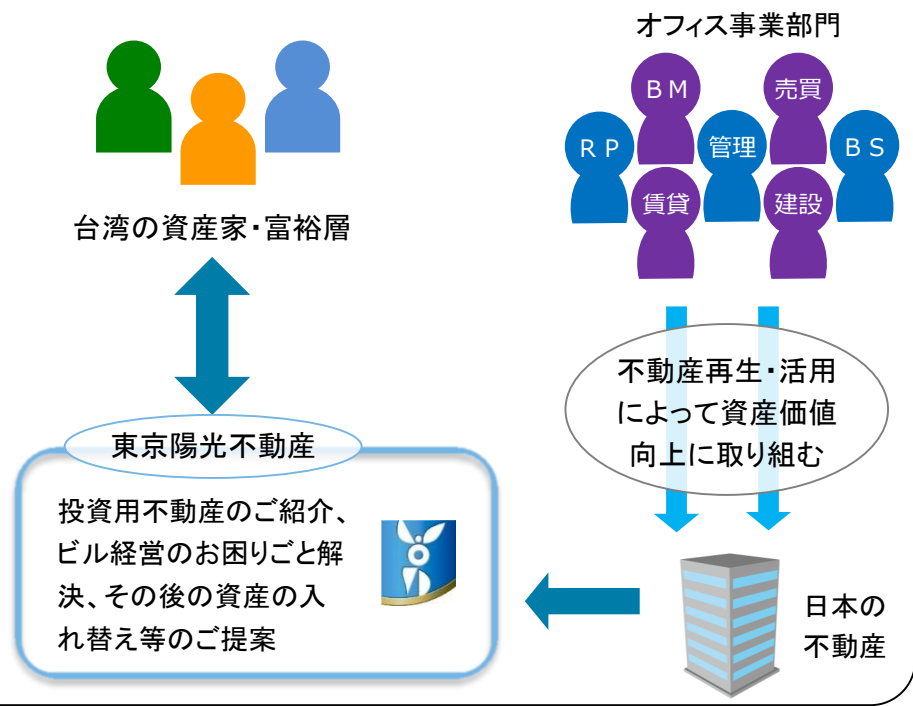 オフィス事業部門
ＢＭ
売買
ＲＰ
管理
ＢＳ
賃貸
建設
台湾の資産家・富裕層
不動産再生・活用
によって資産価値
向上に取り組む
東京陽光不動産
投資用不動産のご紹介、
ビル経営のお困りごと解
決、その後の資産の入
れ替え等のご提案
日本の
不動産